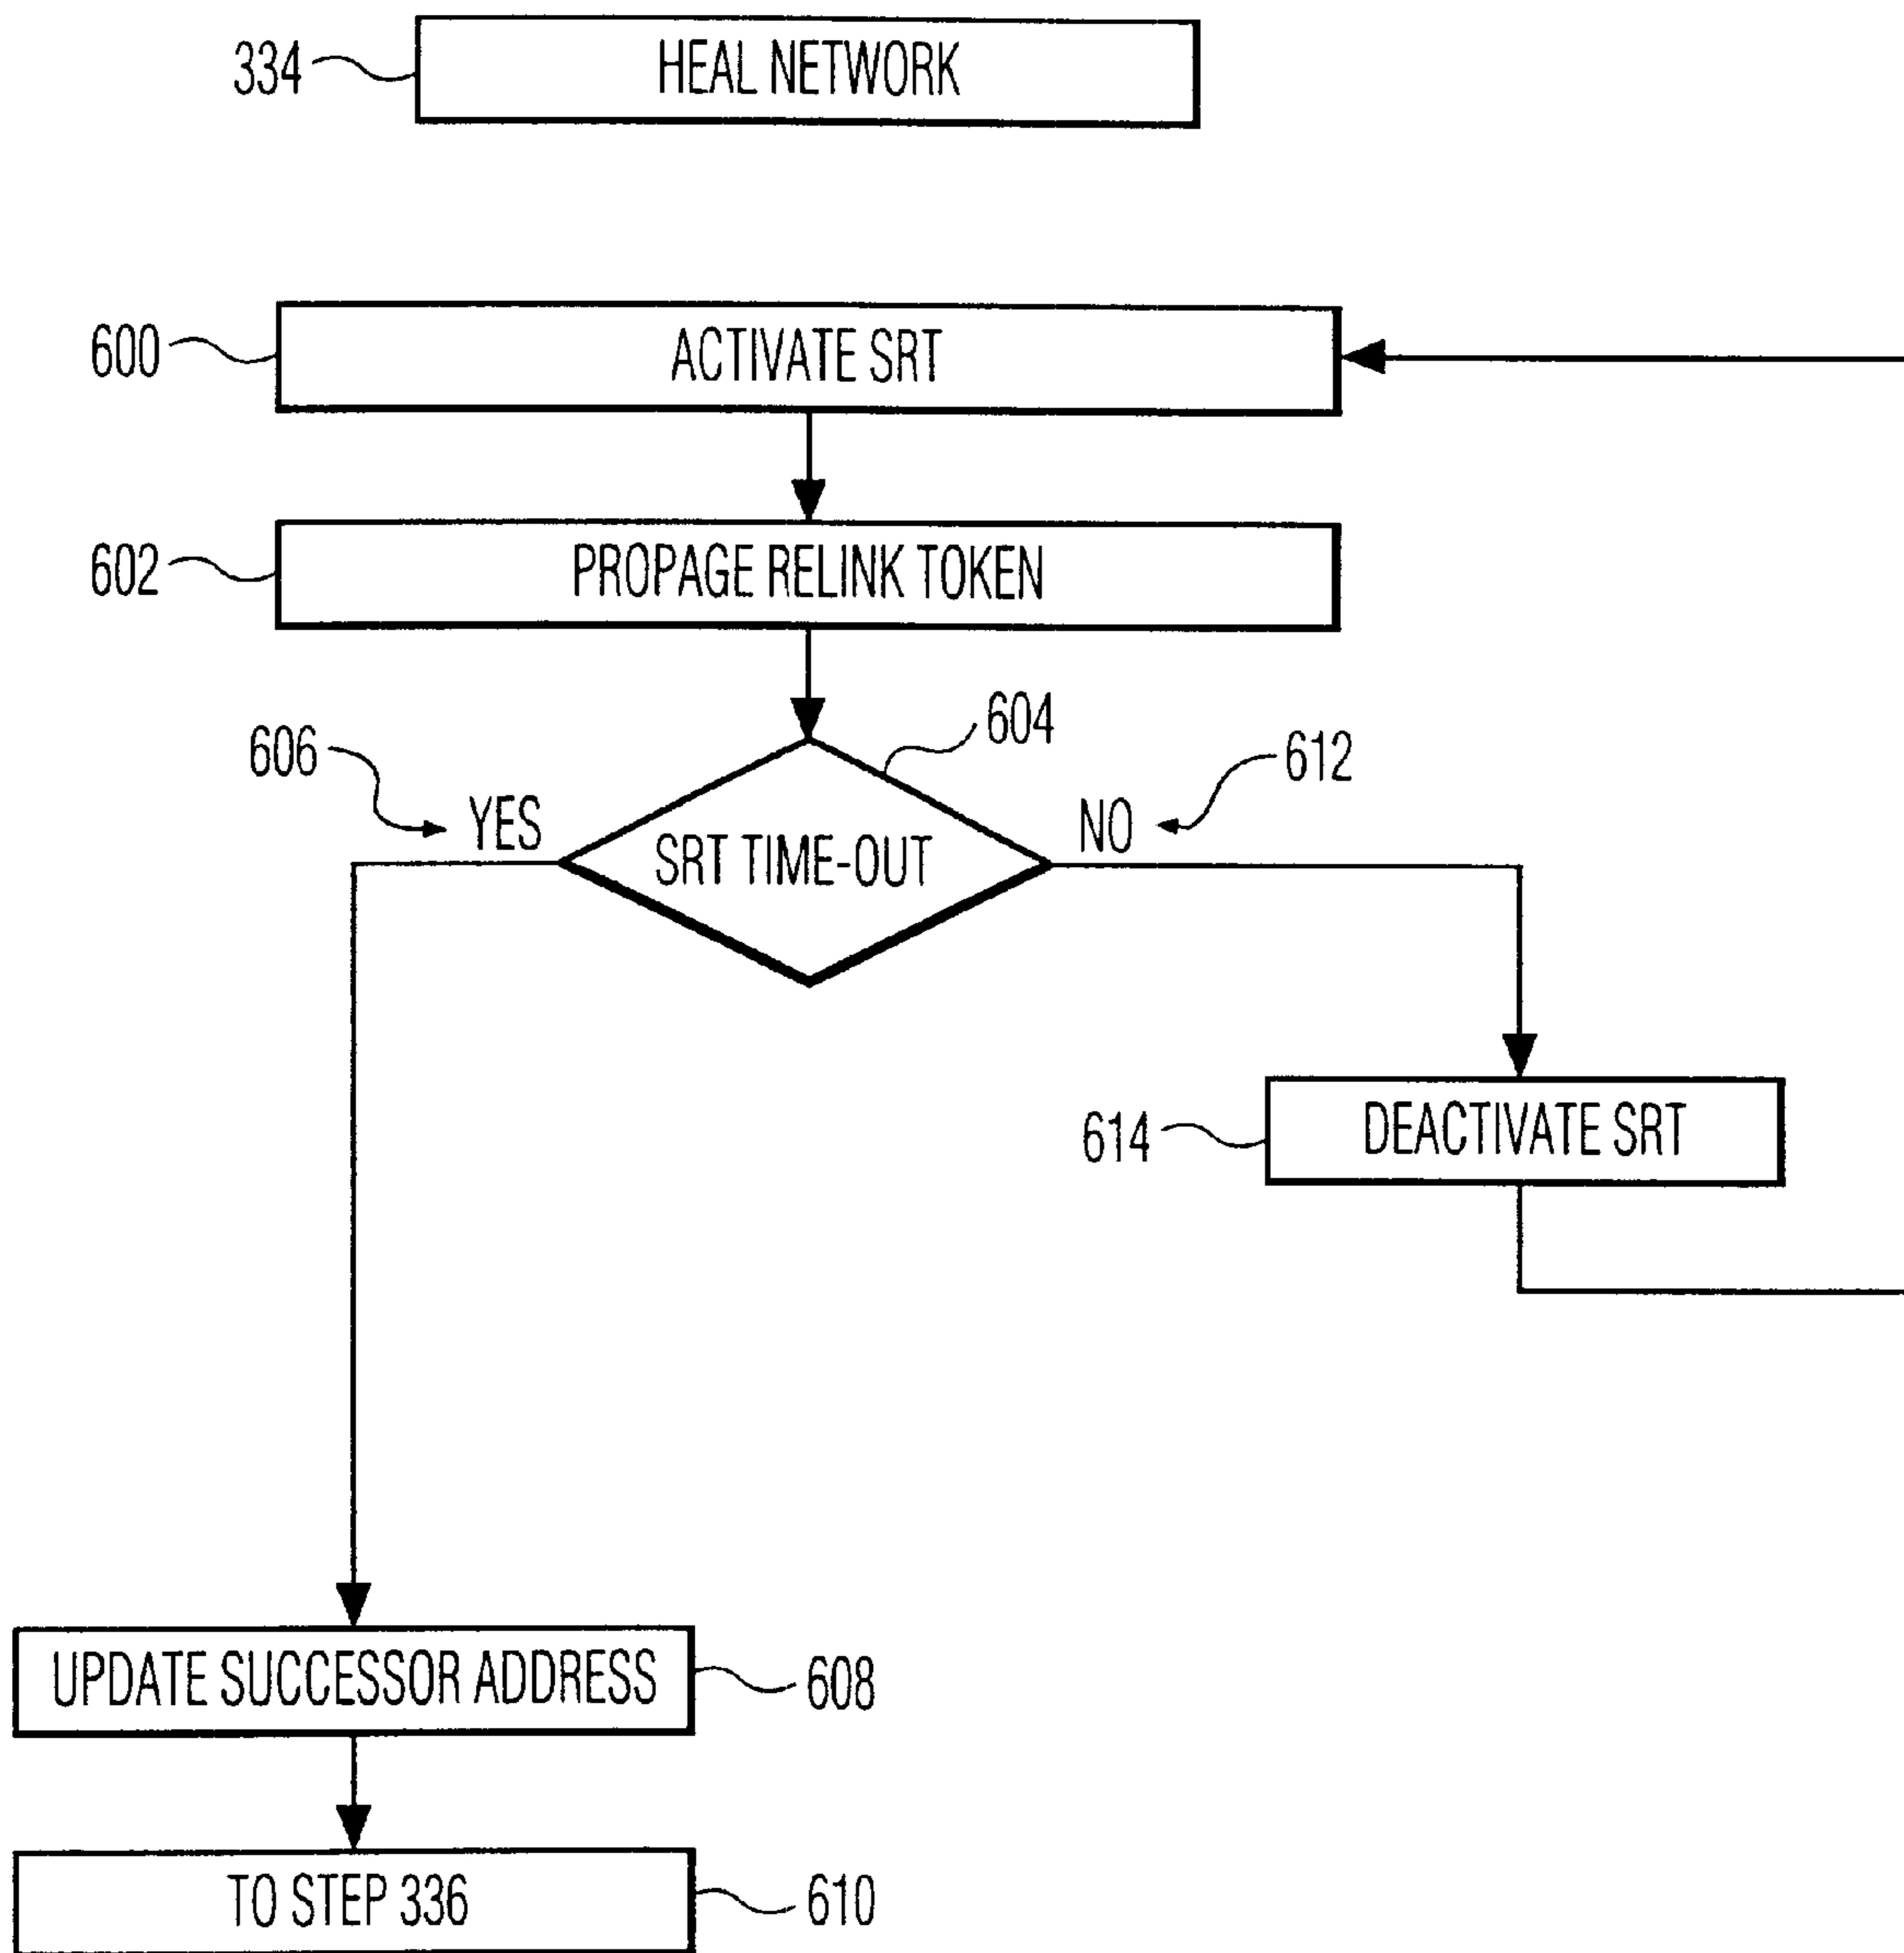 334
HEAL NETWORK
600
ACTIVATE SRT
602
PROPAGE RELINK TOKEN
604
606
612
YES
NO
SRT TIME-OUT
614
DEACTIVATE SRT
UPDATE SUCCESSOR ADDRESS
608
TO STEP 336
610